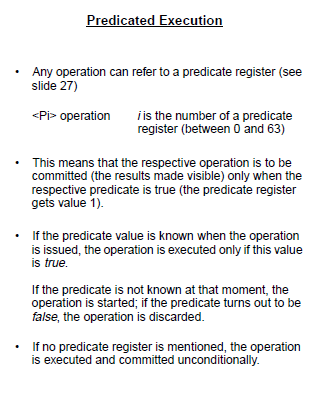 Predicated Execution
• Any operation can refer to a predicate register (see
slide 27)
<Pi> operation i is the number of a predicate
register (between 0 and 63)
• This means that the respective operation is to be
committed (the results made visible) only when the
respective predicate is true (the predicate register
gets value 1).
• If the predicate value is known when the operation
is issued, the operation is executed only if this value
is true.
If the predicate is not known at that moment, the
operation is started; if the predicate turns out to be
false, the operation is discarded.
• If no predicate register is mentioned, the operation
is executed and committed unconditionally.